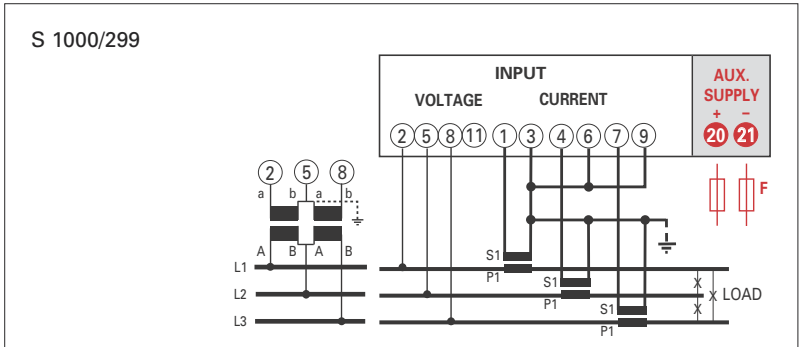 S 1000/299
INPUT
AUX.
SUPPLY
VOLTAGE CURRENT
+ −
2 5 8 11 1 3 4 6 7 9 20 21
2 5 8
a b a b
F
A B A B
S1
L1
P1
S1
L2
P1
X
X LOAD
X
S1
L3
P1